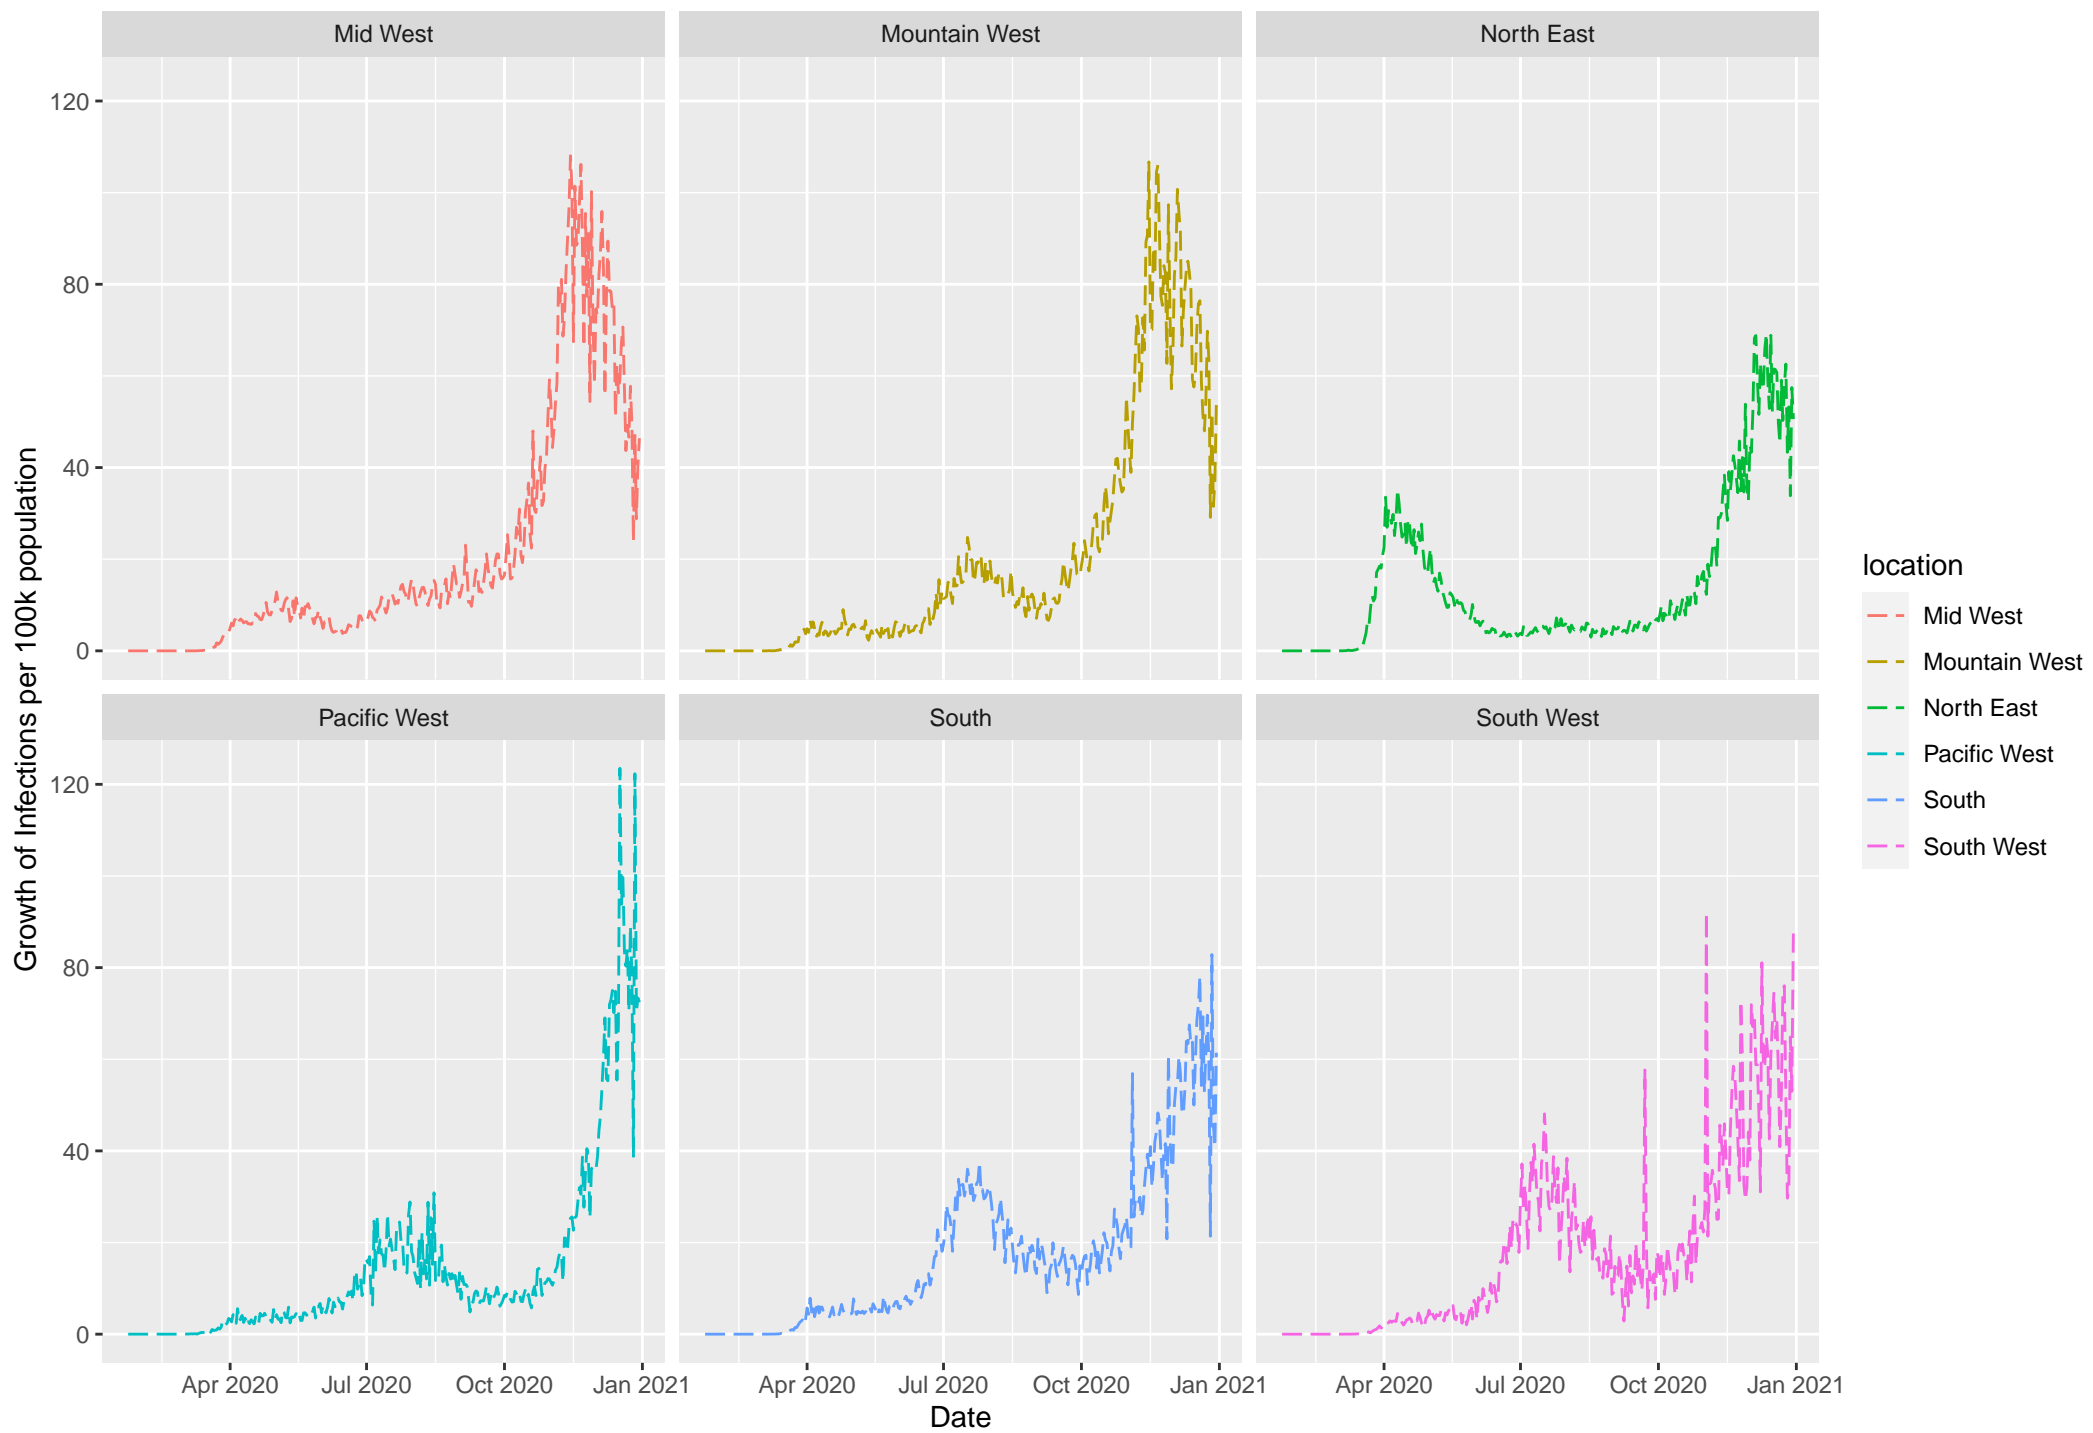 Mid West
Mountain West
North East
120
80
40
0
Growth of Infections per 100k population
Pacific West
South
South West
120
80
40
0
Apr 2020
Jul 2020
Oct 2020
Jan 2021
Apr 2020
Jul 2020
Oct 2020
Jan 2021
Apr 2020
Jul 2020
Oct 2020
Jan 2021
Date
location
Mid West
Mountain West
North East
Pacific West
South
South West